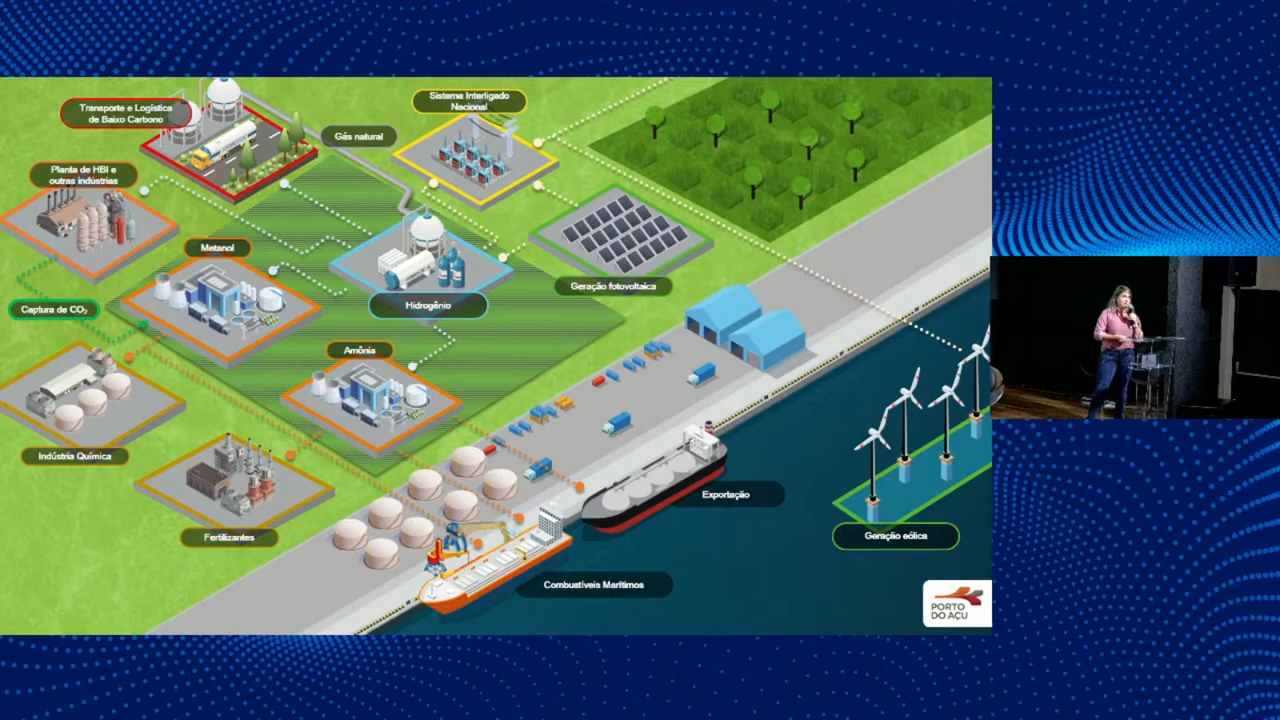 Transporte e Logística
de Baixo Carbono
Sistema Interligado
Nacional
Gás natural
Planta de HBI e
outras indústrias
Metanol
Geração fotovoltaica
Hidrogênio
Captura de CO₂
Amônia
Indústria Química
Exportação
Fertilizantes
Geração eólica
Combustíveis Marítimos
PORTO
DO AÇU